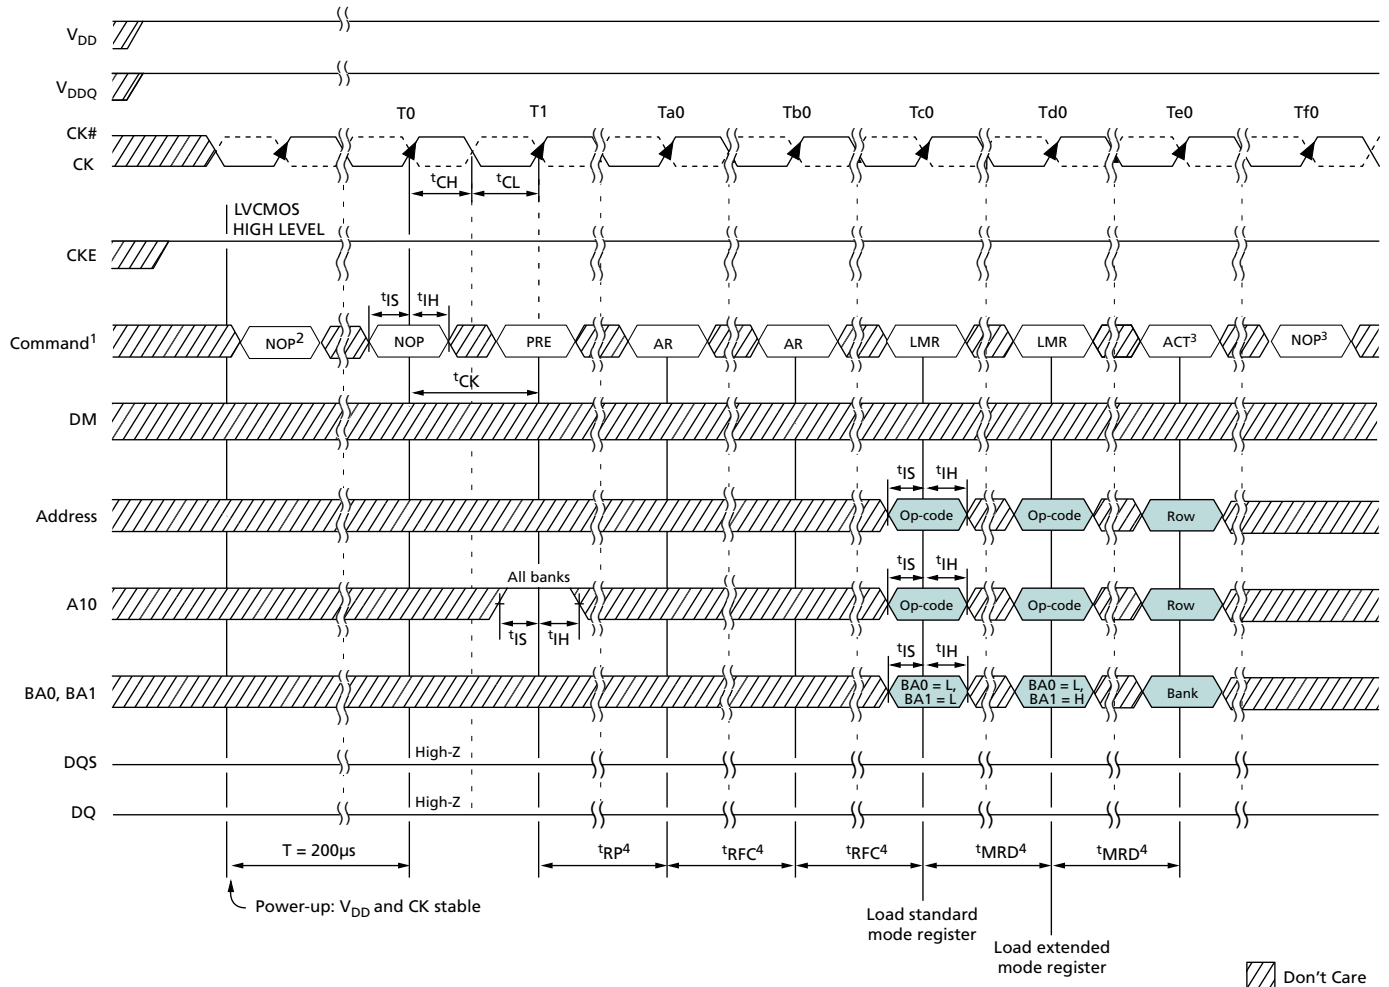 VDD
VDDQ
T0 T1 Ta0 Tb0 Tc0 Td0 Te0 Tf0
CK#
CK
tCH tCL
LVCMOS
HIGH LEVEL
CKE
tIS tIH
Command1 NOP2 NOP PRE AR AR LMR LMR ACT3 NOP3
tCK
DM
tIS tIH
Address Op-code Op-code Row
All banks tIS tIH
A10 Op-code Op-code Row
tIS tIH
tIS tIH
BA0, BA1 BA0 = L, BA1 = L BA0 = L, BA1 = H Bank
High-Z
DQS
High-Z
DQ
T = 200µs tRP4 tRFC4 tRFC4 tMRD4 tMRD4
Power-up: VDD and CK stable
Load standard
mode register
Load extended
mode register
Don't Care